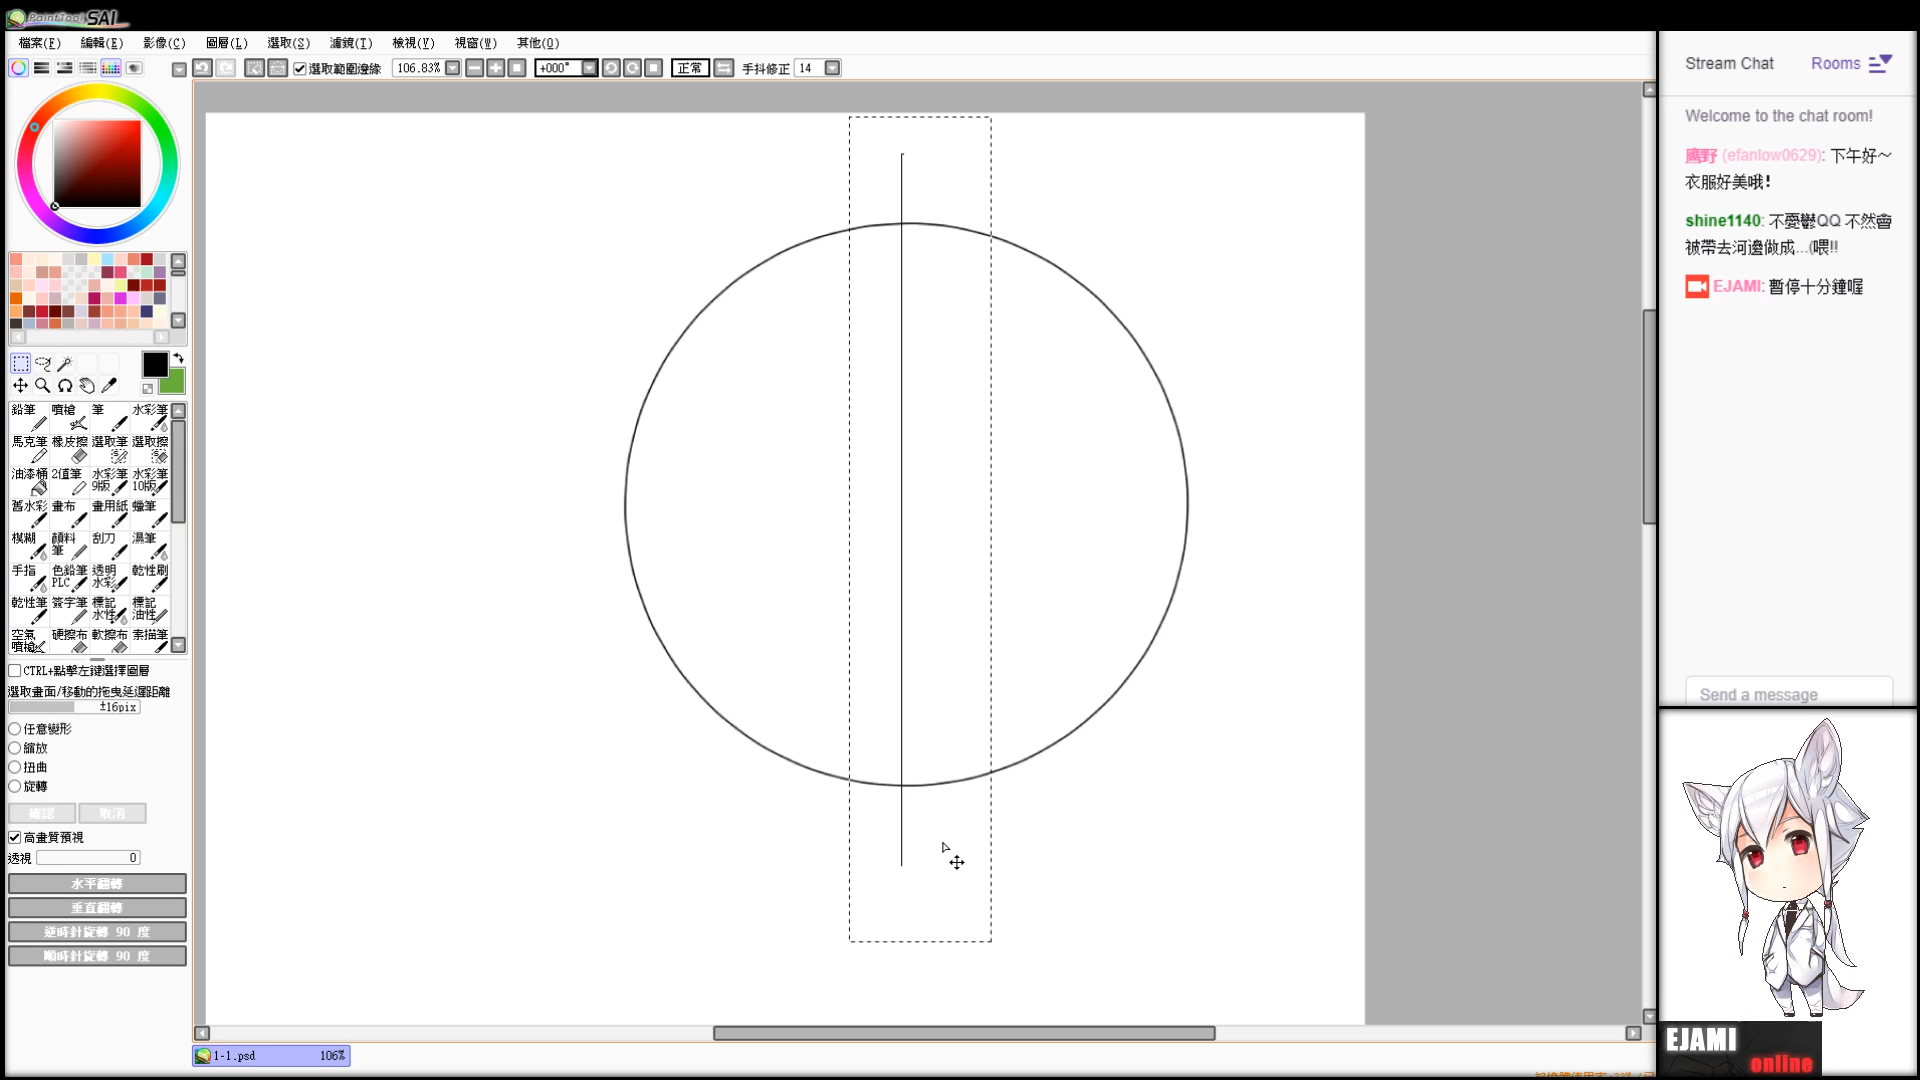 PaintTool SAI
檔案(F) 編輯(E) 影像(C) 圖層(L) 選取(S) 濾鏡(T) 檢視(V) 視窗(W) 其他(O)
選取範圍邊緣 106.83% +000° 正常 手抖修正 14
鉛筆 噴槍 筆 水彩筆
馬克筆 橡皮擦 選取筆 選取擦
油漆桶 2值筆 水彩筆9版 水彩筆10版
舊水彩 畫布 畫用紙 蠟筆
模糊 顏料筆 刮刀 濕筆
手指 色鉛筆PLC 透明水彩 乾性刷
乾性筆 簽字筆 標記水性 標記油性
空氣噴槍 硬擦布 軟擦布 素描筆
CTRL+點擊左鍵選擇圖層
選取畫面/移動的拖曳延遲距離
±16pix
任意變形
縮放
扭曲
旋轉
確認 取消
高畫質預視
透視 0
水平翻轉
垂直翻轉
逆時針旋轉 90 度
順時針旋轉 90 度
1-1.psd 106%
Stream Chat Rooms
Welcome to the chat room!
鷹野 (efanlow0629): 下午好～
衣服好美哦!
shine1140: 不憂鬱QQ 不然會
被帶去河邊做成...(喂!!
EJAMI: 暫停十分鐘喔
Send a message
EJAMI
online